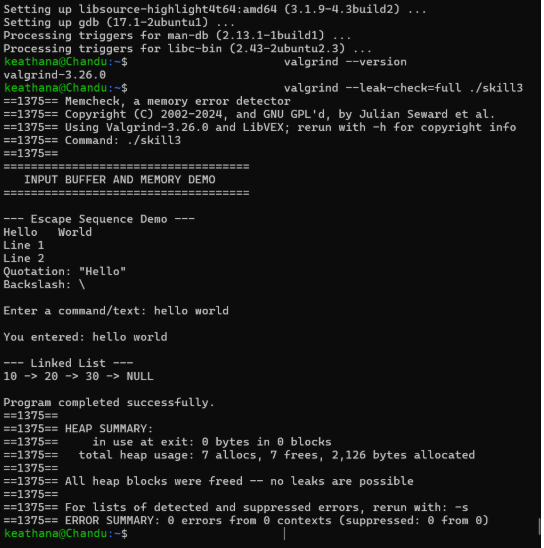 Setting up libsource-highlight4t64:amd64 (3.1.9-4.3build2) ...
Setting up gdb (17.1-2ubuntu1) ...
Processing triggers for man-db (2.13.1-1build1) ...
Processing triggers for libc-bin (2.43-2ubuntu2.3) ...
keathana@Chandu:~$                         valgrind --version
valgrind-3.26.0
keathana@Chandu:~$                         valgrind --leak-check=full ./skill3
==1375== Memcheck, a memory error detector
==1375== Copyright (C) 2002-2024, and GNU GPL'd, by Julian Seward et al.
==1375== Using Valgrind-3.26.0 and LibVEX; rerun with -h for copyright info
==1375== Command: ./skill3
==1375==
====================================
   INPUT BUFFER AND MEMORY DEMO
====================================

--- Escape Sequence Demo ---
Hello   World
Line 1
Line 2
Quotation: "Hello"
Backslash: \

Enter a command/text: hello world

You entered: hello world

--- Linked List ---
10 -> 20 -> 30 -> NULL

Program completed successfully.
==1375==
==1375== HEAP SUMMARY:
==1375==     in use at exit: 0 bytes in 0 blocks
==1375==   total heap usage: 7 allocs, 7 frees, 2,126 bytes allocated
==1375==
==1375== All heap blocks were freed -- no leaks are possible
==1375==
==1375== For lists of detected and suppressed errors, rerun with: -s
==1375== ERROR SUMMARY: 0 errors from 0 contexts (suppressed: 0 from 0)
keathana@Chandu:~$